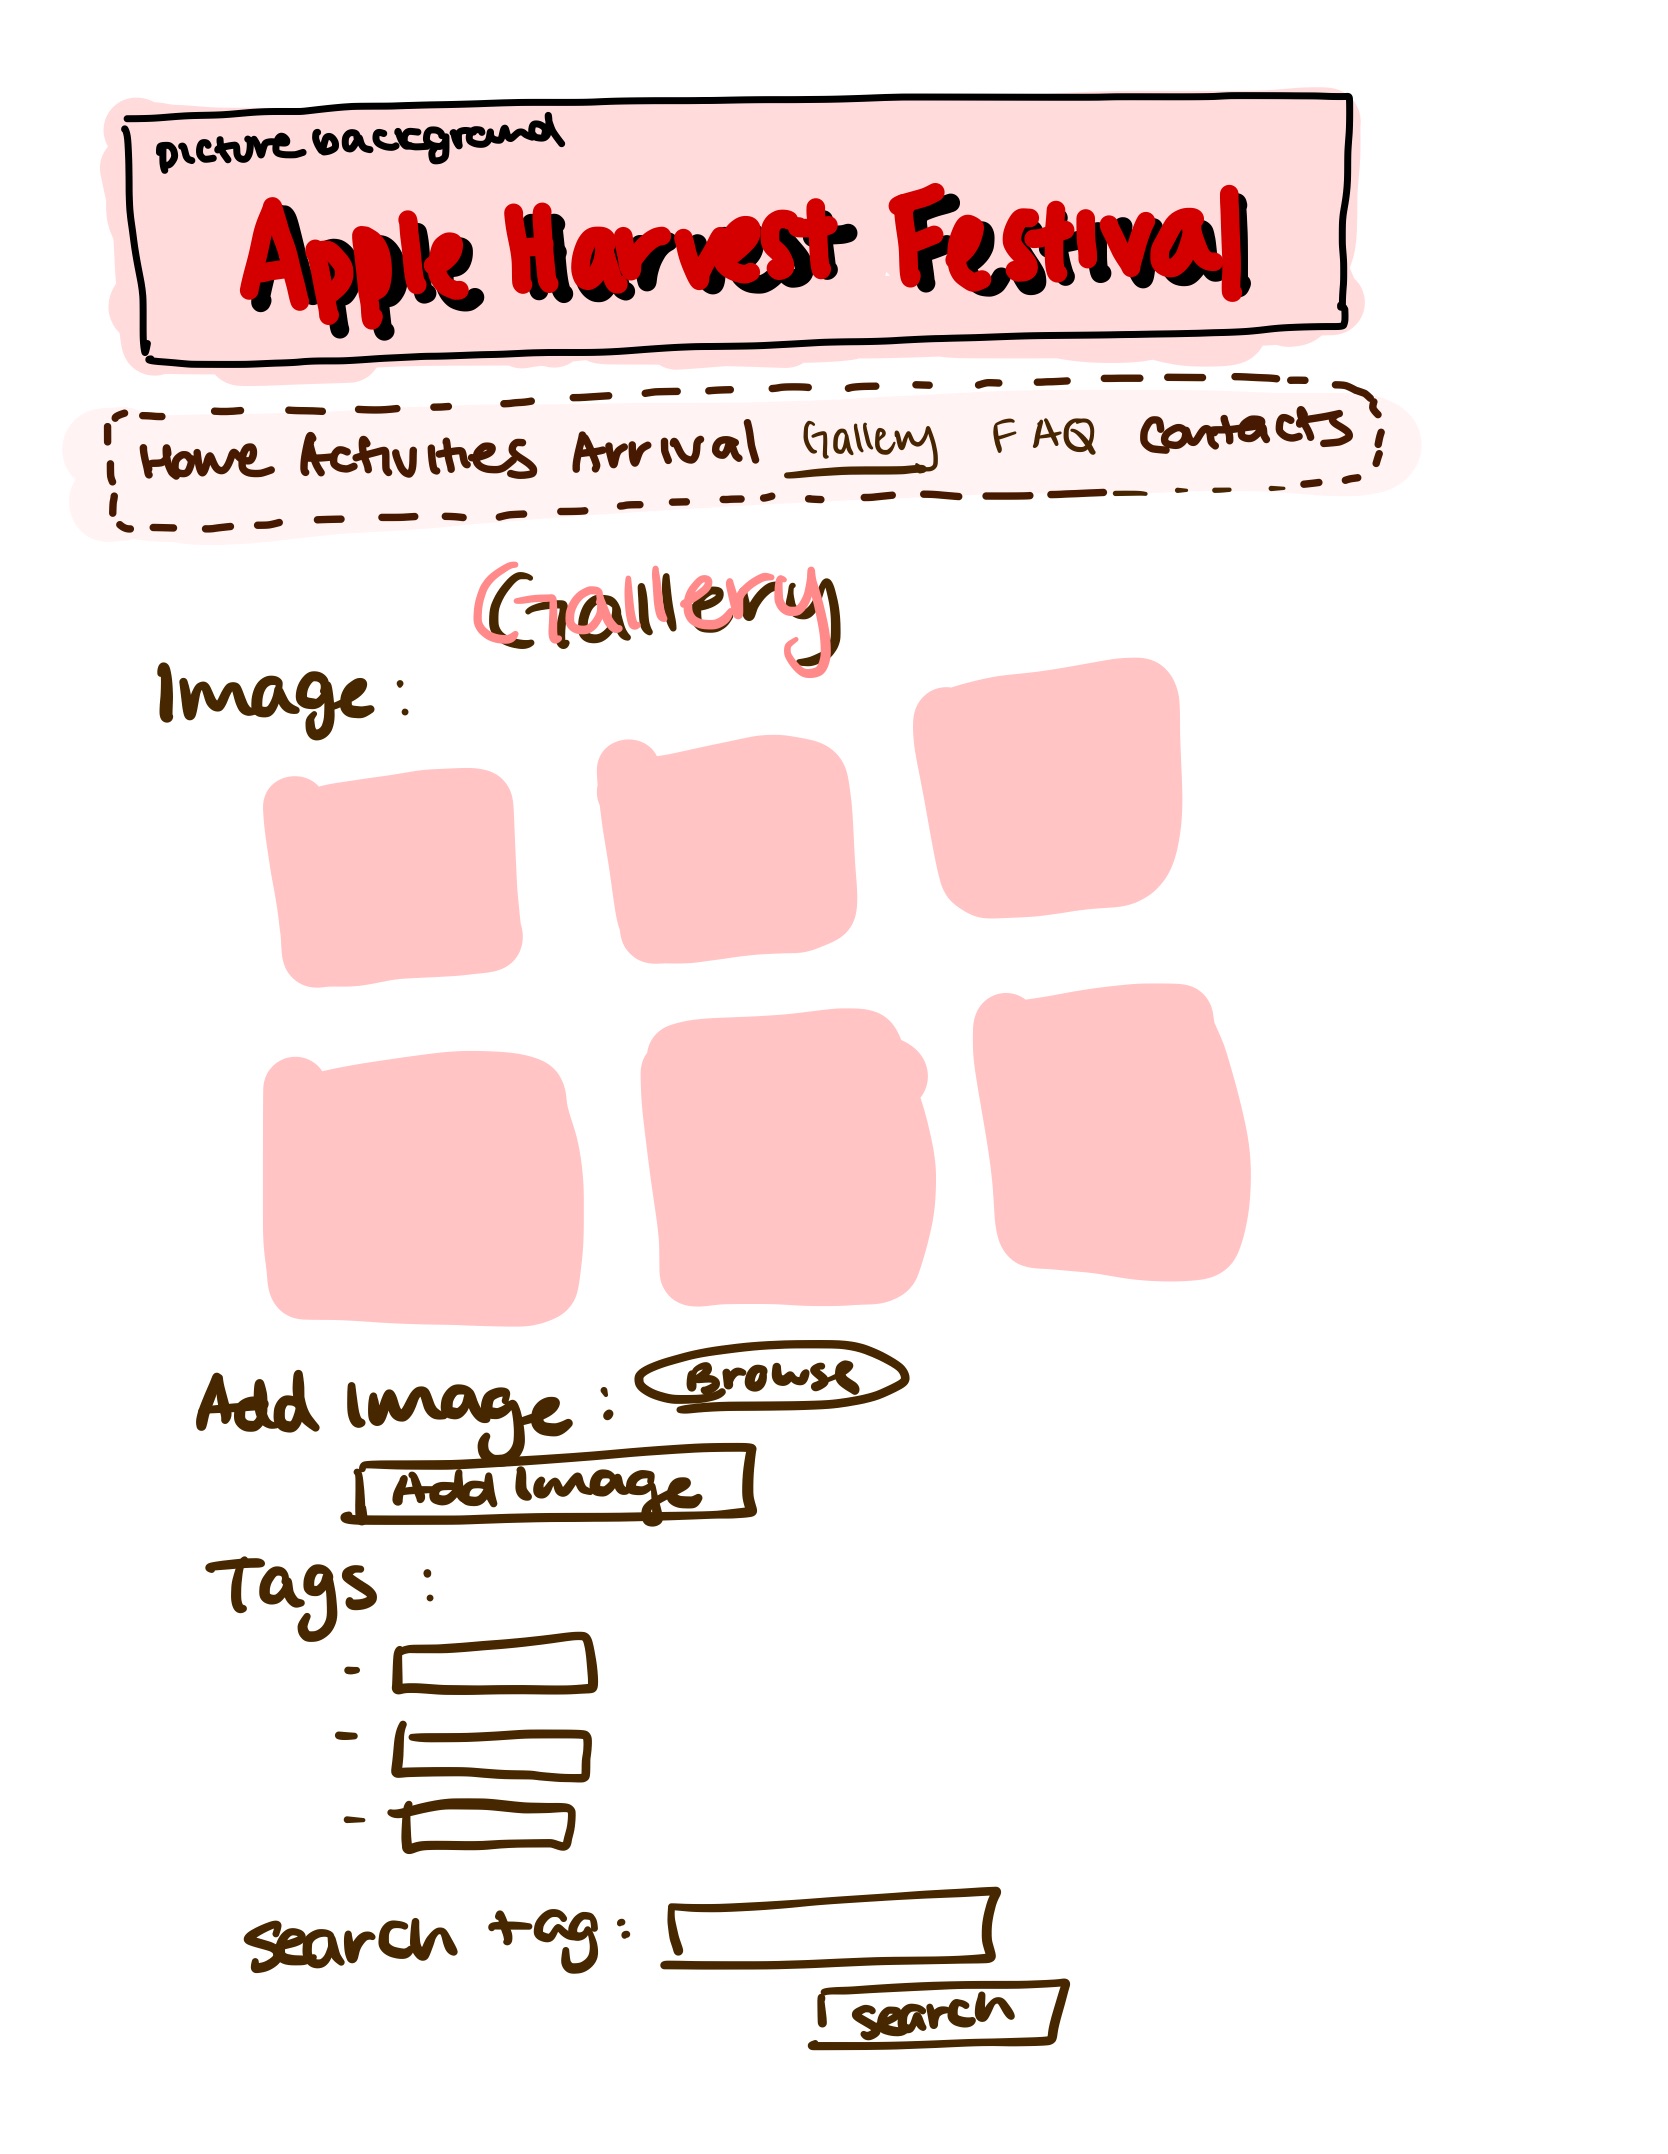 picture background
Apple Harvest Festival
Home Activities Arrival Gallery FAQ Contacts
Gallery
Image:
Add Image: Browse
Add Image
Tags :
-
-
-
search tag:
search